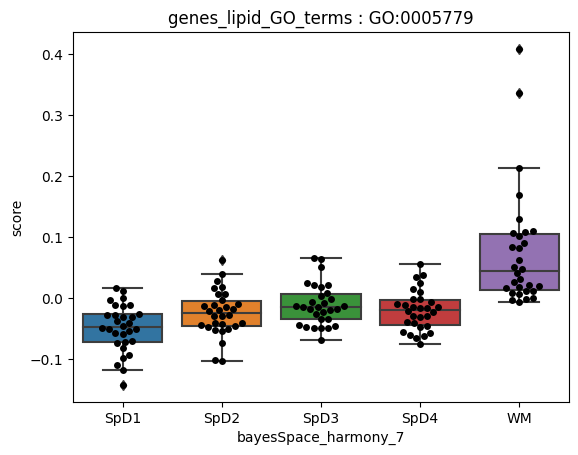 genes_lipid_GO_terms : GO:0005779
score
0.4
0.3
0.2
0.1
0.0
−0.1
SpD1 SpD2 SpD3 SpD4 WM
bayesSpace_harmony_7